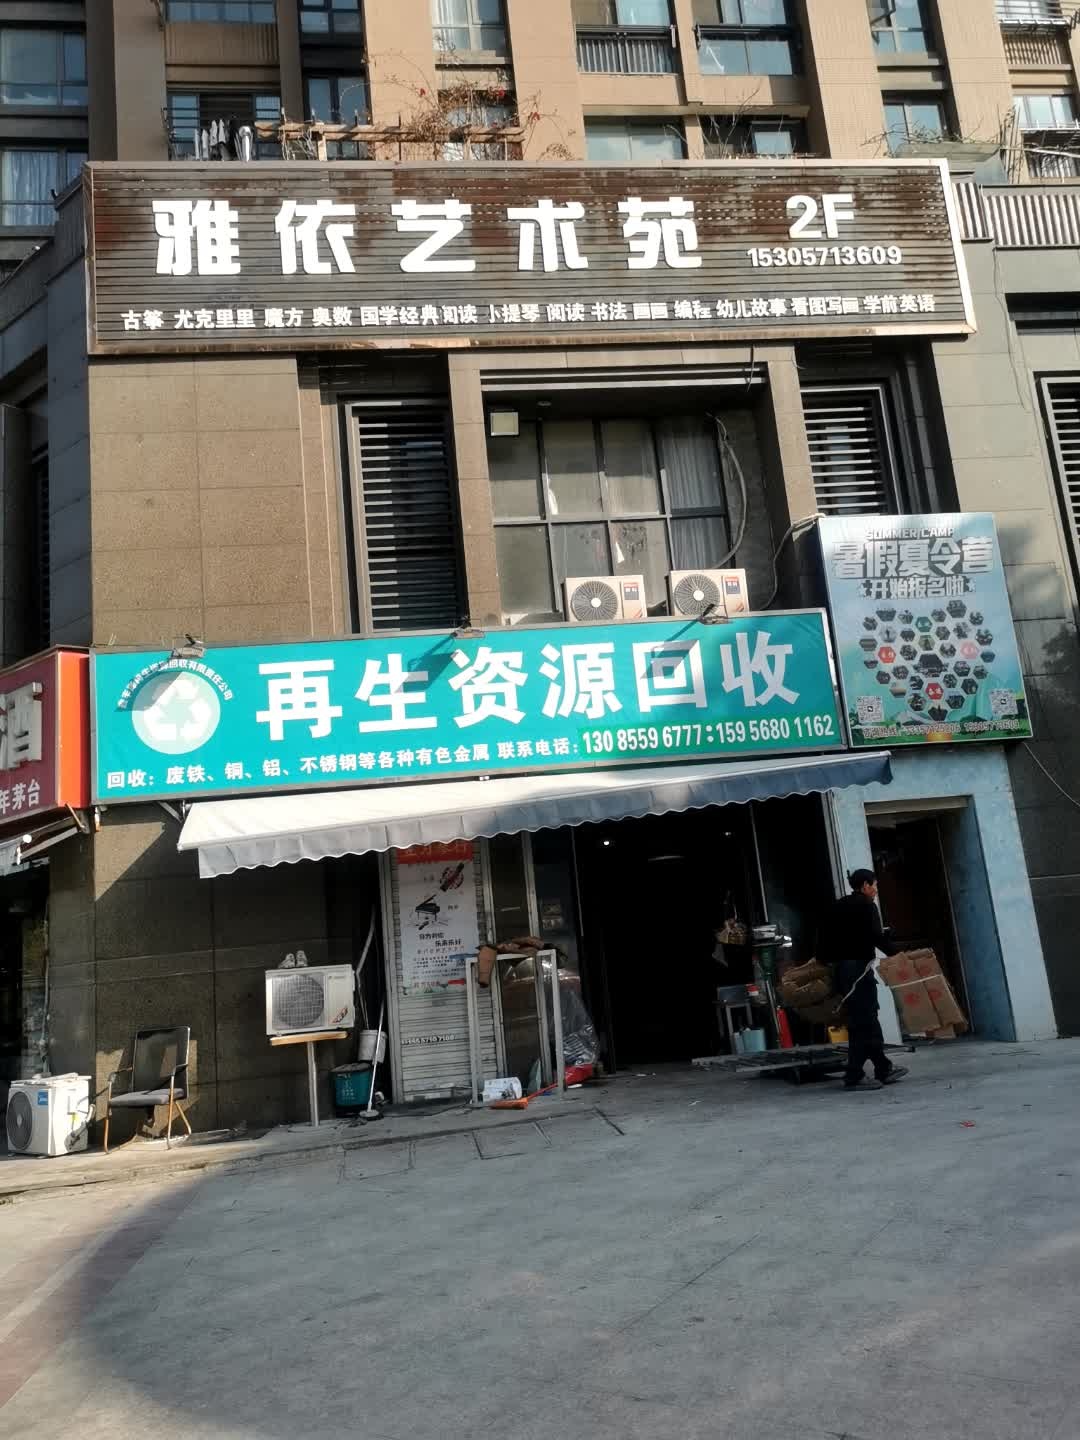 雅依艺术苑
2F
15305713609
古筝 尤克里里 魔方 奥数 国学经典阅读 小提琴 阅读 书法 画画 编程 幼儿故事 看图写画 学前英语
SUMMER CAMP
暑假夏令营
开始报名啦
再生资源回收
回收：废铁、铜、铝、不锈钢等各种有色金属 联系电话：130 8559 6777：159 5680 1162
酒
年茅台